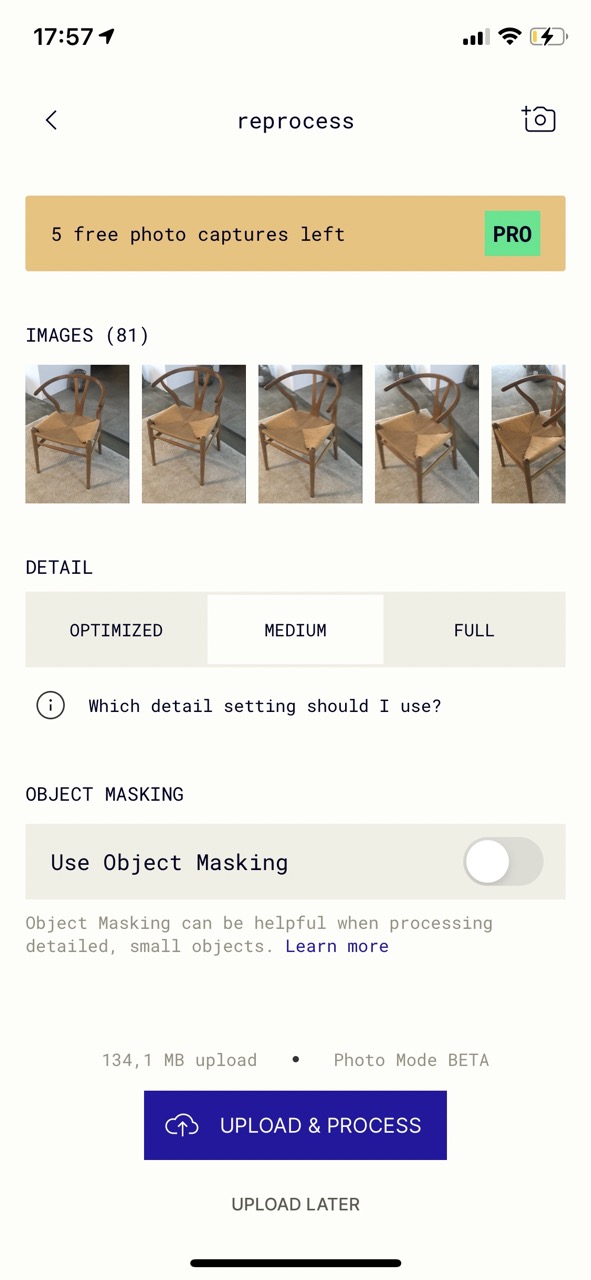 17:57
reprocess
5 free photo captures left PRO
IMAGES (81)
DETAIL
OPTIMIZED MEDIUM FULL
Which detail setting should I use?
OBJECT MASKING
Use Object Masking
Object Masking can be helpful when processing
detailed, small objects. Learn more
134,1 MB upload • Photo Mode BETA
UPLOAD & PROCESS
UPLOAD LATER